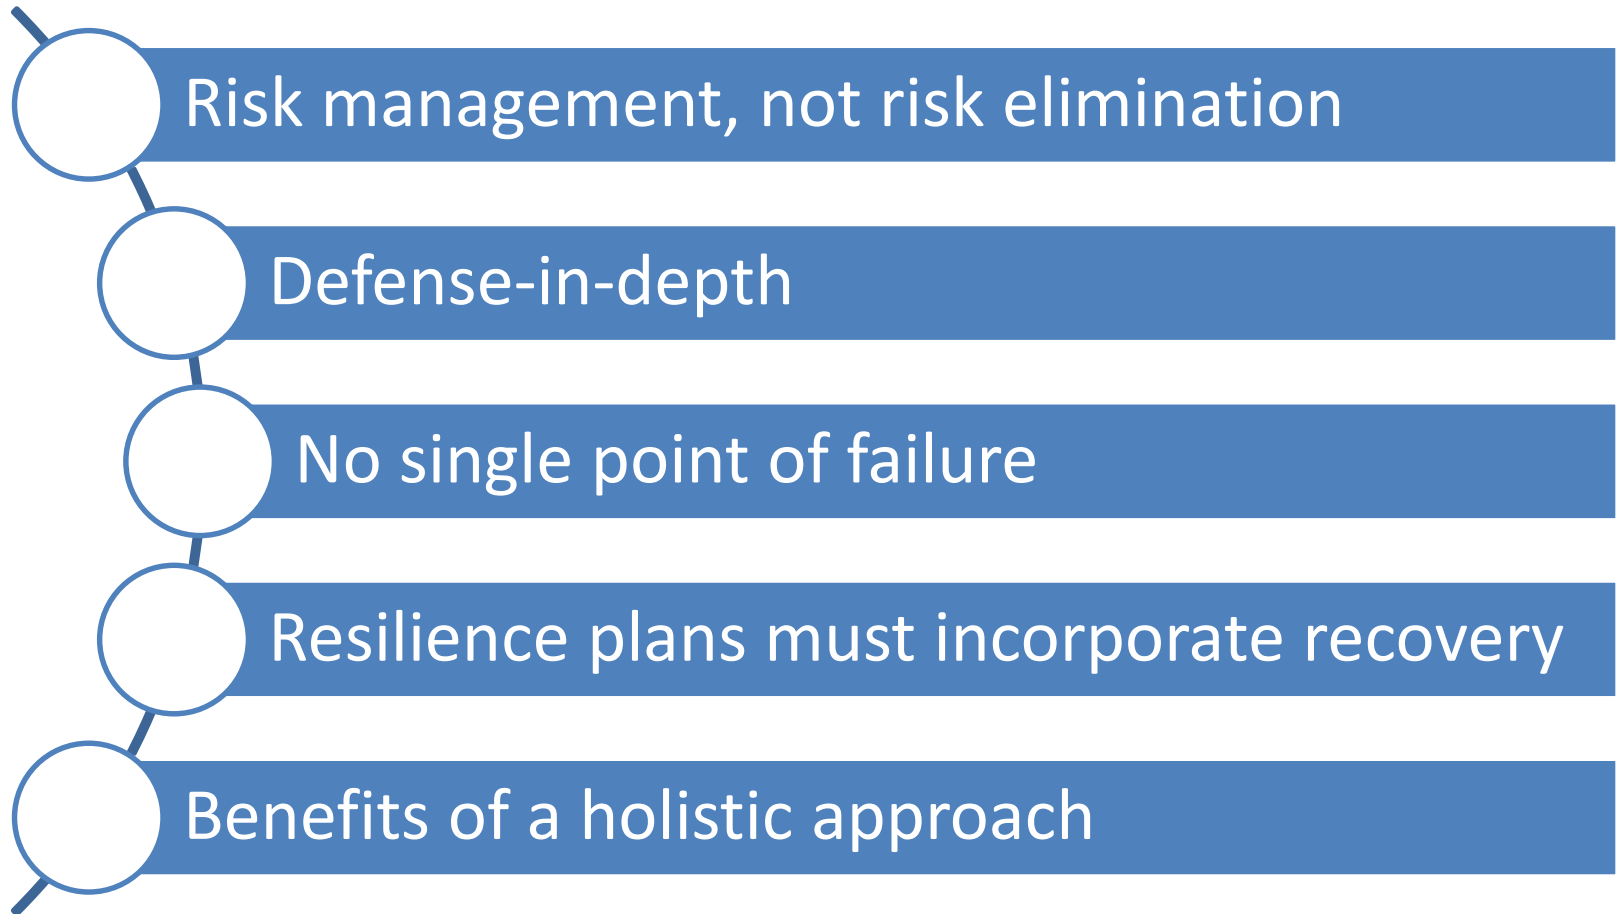 Risk management, not risk elimination
Defense-in-depth
No single point of failure
Resilience plans must incorporate recovery
Benefits of a holistic approach